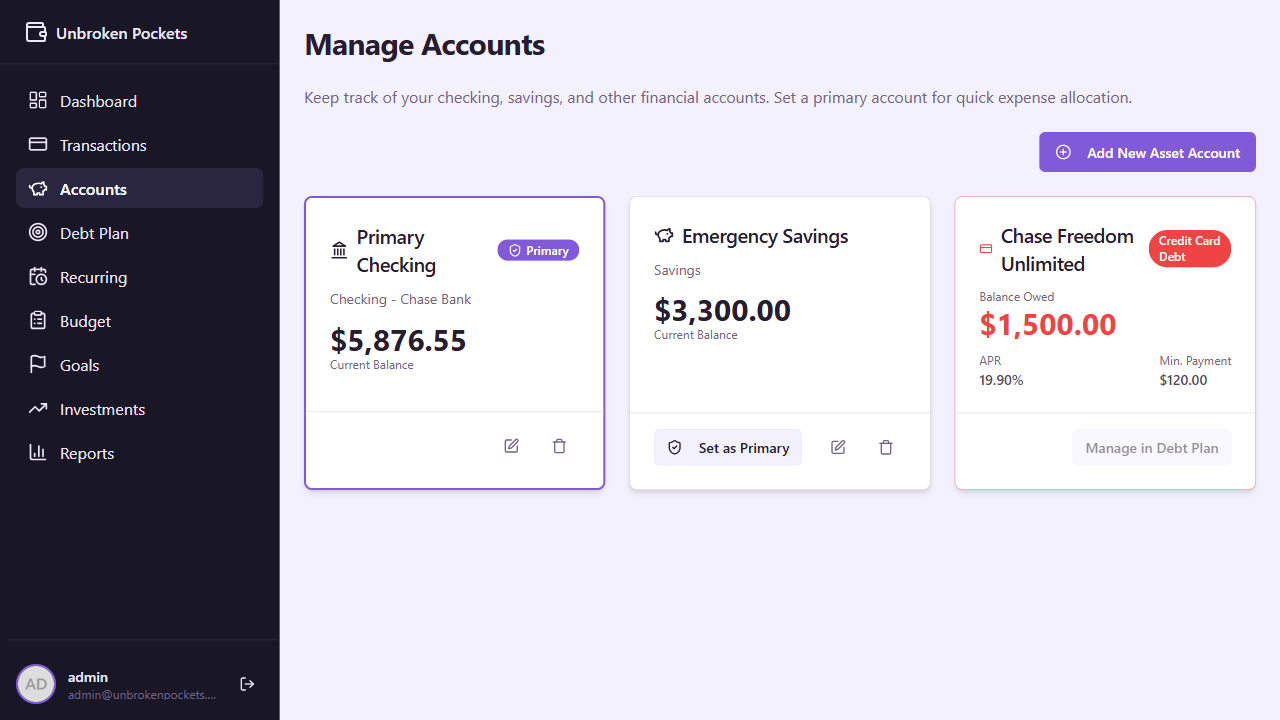 Unbroken Pockets
Dashboard
Transactions
Accounts
Debt Plan
Recurring
Budget
Goals
Investments
Reports
AD
admin
admin@unbrokenpockets....
Manage Accounts
Keep track of your checking, savings, and other financial accounts. Set a primary account for quick expense allocation.
Add New Asset Account
Primary
Checking
Primary
Checking - Chase Bank
$5,876.55
Current Balance
Emergency Savings
Savings
$3,300.00
Current Balance
Set as Primary
Chase Freedom
Unlimited
Credit Card
Debt
Balance Owed
$1,500.00
APR
19.90%
Min. Payment
$120.00
Manage in Debt Plan